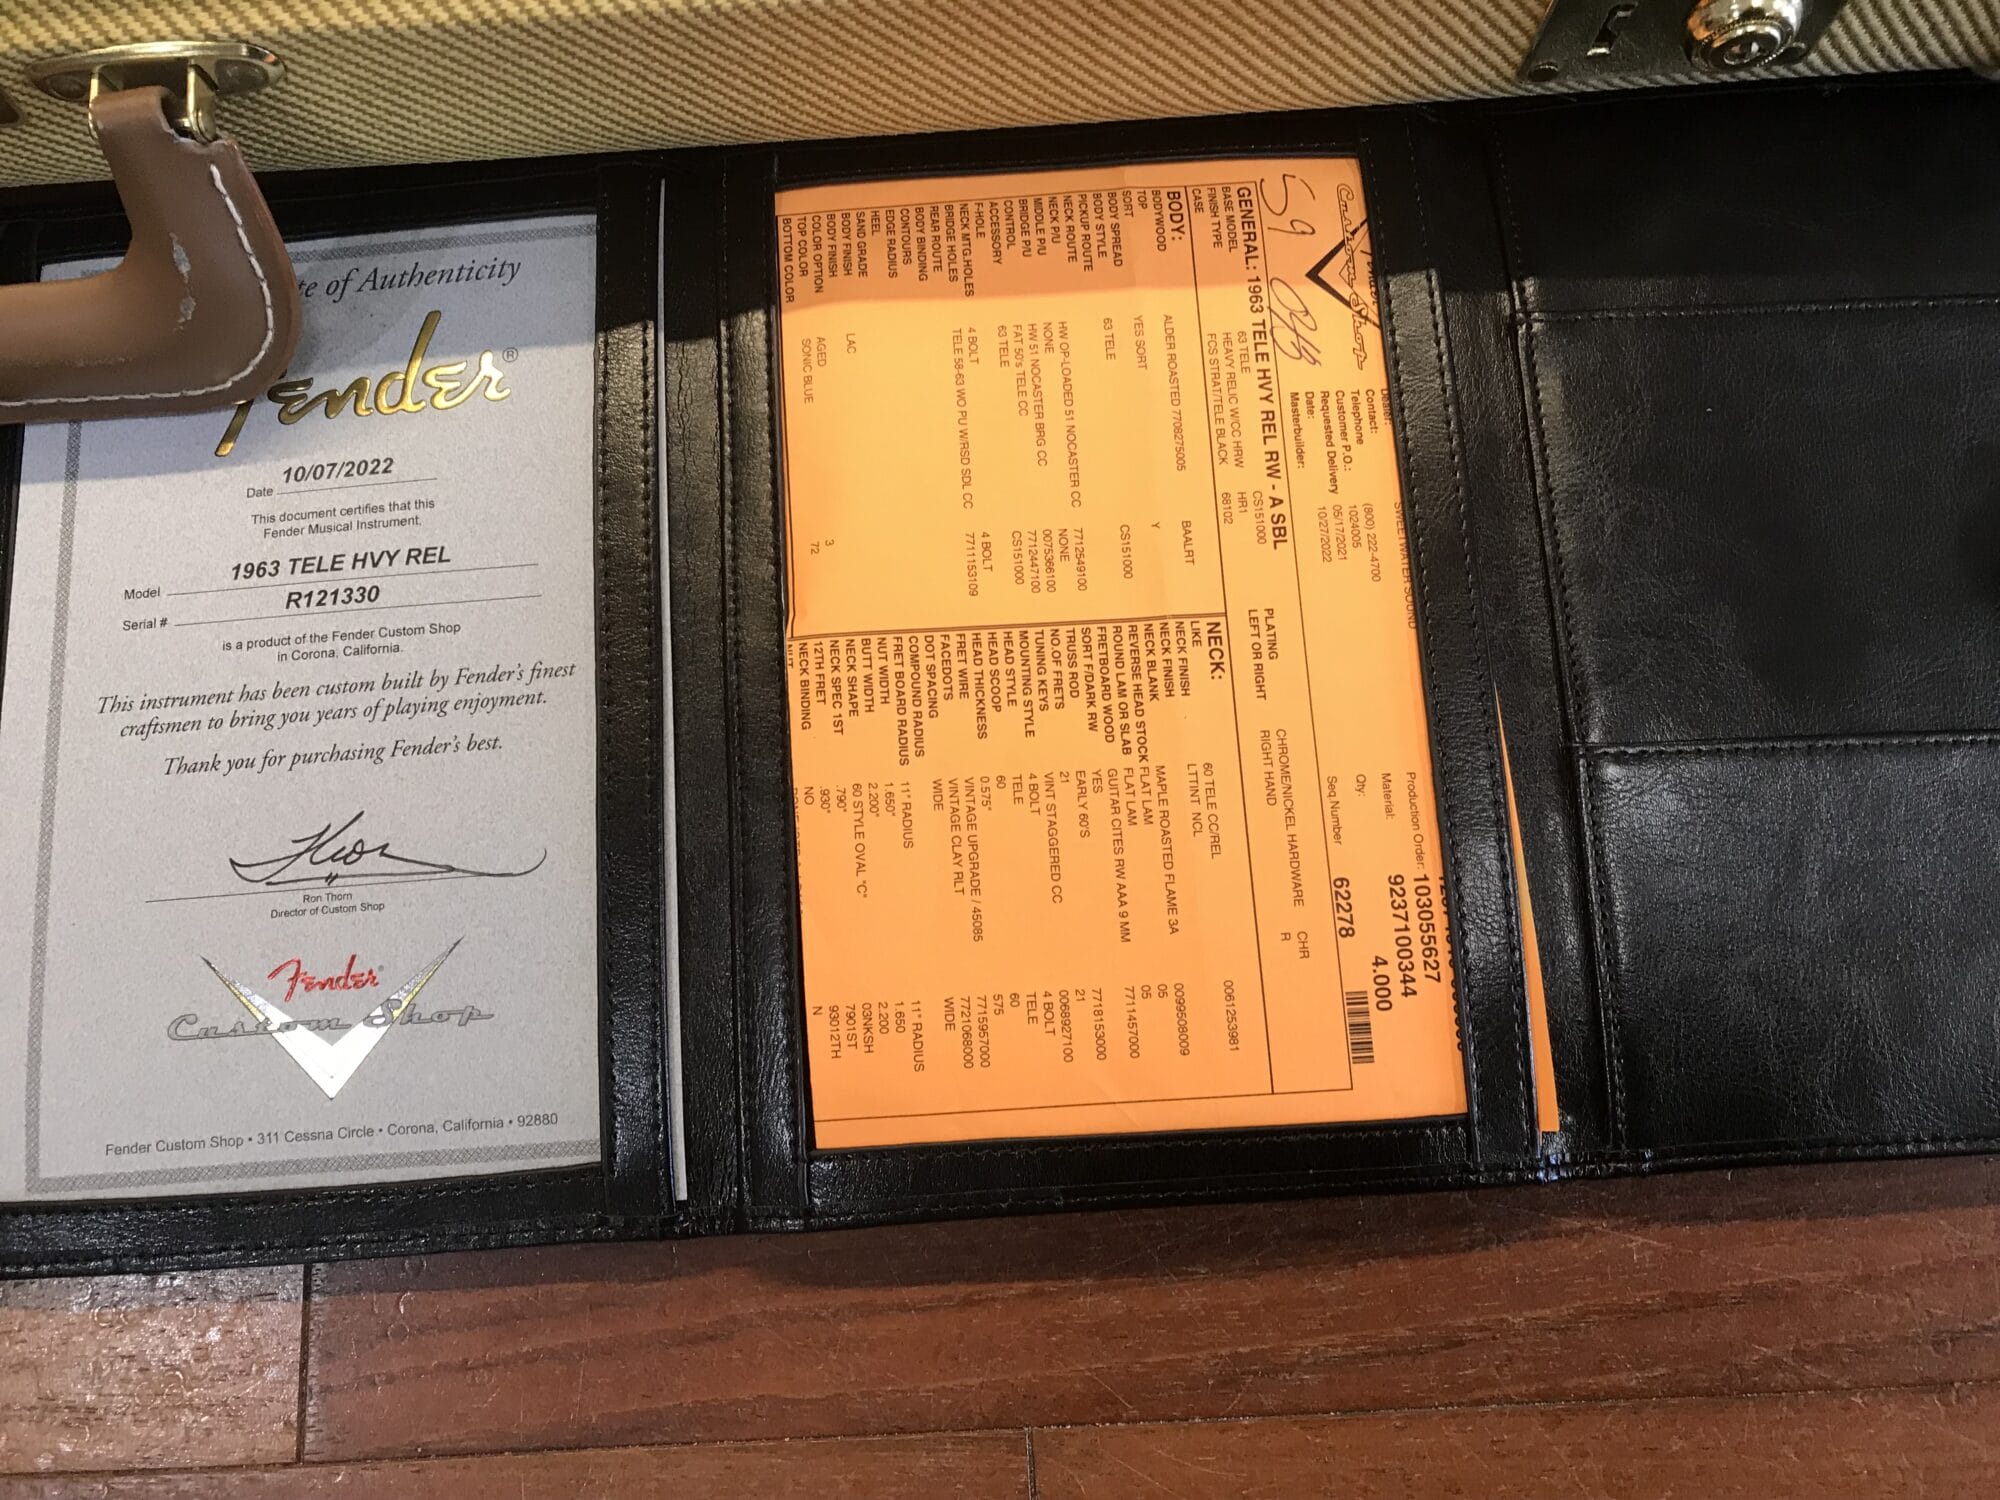 te of Authenticity
Fender®
Date 10/07/2022
This document certifies that this
Fender Musical Instrument,
1963 TELE HVY REL
Model
R121330
Serial #
is a product of the Fender Custom Shop
in Corona, California.
This instrument has been custom built by Fender's finest
craftsmen to bring you years of playing enjoyment.
Thank you for purchasing Fender's best.
Ron Thorn
Director of Custom Shop
Fender
Custom Shop
Fender Custom Shop • 311 Cessna Circle • Corona, California • 92880
Fender
Custom Shop
Dealer: SWEETWATER SOUND
Contact:
Telephone (800) 222-4700
Customer P.O.: 1024005
Requested Delivery 05/17/2021
Date: 10/27/2022
Masterbuilder:
Production Order: 103055627
Material: 9237100344
Qty: 4.000
Seq Number 62278
59
GENERAL: 1963 TELE HVY REL RW - A SBL
BASE MODEL 63 TELE CS151000
FINISH TYPE HEAVY RELIC W/CC HRW HR1
CASE FCS STRAT/TELE BLACK 68102
PLATING CHROME/NICKEL HARDWARE CHR
LEFT OR RIGHT RIGHT HAND R
BODY:
BODYWOOD ALDER ROASTED 7708275005 BAALRT
TOP
SORT YES SORT Y
BODY SPREAD
BODY STYLE 63 TELE CS151000
PICKUP ROUTE
NECK ROUTE
NECK P/U HW OP-LOADED 51 NOCASTER CC 7712549100
MIDDLE P/U NONE NONE
BRIDGE P/U HW 51 NOCASTER BRG CC 0075366100
CONTROL FAT 50's TELE CC 7712447100
ACCESSORY 63 TELE CS151000
F-HOLE
NECK MTG.HOLES 4 BOLT 4 BOLT
BRIDGE HOLES TELE 58-63 WO PU W/RSD SDL CC 7711153109
REAR ROUTE
BODY BINDING
CONTOURS
EDGE RADIUS
HEEL
SAND GRADE
BODY FINISH LAC
BODY FINISH
COLOR OPTION AGED 3
TOP COLOR SONIC BLUE 72
BOTTOM COLOR
NECK:
LIKE 60 TELE CC/REL 0061253981
NECK FINISH LTTINT NCL
NECK FINISH
NECK BLANK MAPLE ROASTED FLAME 3A 0099508009
REVERSE HEAD STOCK FLAT LAM 05
ROUND LAM OR SLAB FLAT LAM 05
FRETBOARD WOOD GUITAR CITES RW AAA 9 MM 7711457000
SORT F/DARK RW YES
NO.OF FRETS 21 21
TRUSS ROD EARLY 60'S 7718153000
TUNING KEYS VINT STAGGERED CC 0068927100
MOUNTING STYLE 4 BOLT 4 BOLT
HEAD STYLE TELE TELE
HEAD SCOOP 60 60
HEAD THICKNESS 0.575" 575
FRET WIRE VINTAGE UPGRADE / 45085 7715957000
FACEDOTS VINTAGE CLAY RLT 7721068000
DOT SPACING WIDE WIDE
COMPOUND RADIUS
FRET BOARD RADIUS 11" RADIUS 11" RADIUS
NUT WIDTH 1.650" 1.650
BUTT WIDTH 2.200" 2.200
NECK SHAPE 60 STYLE OVAL "C" 03NKSH
NECK SPEC 1ST .790" 7901ST
12TH FRET .930" 93012TH
NECK BINDING NO N
NUT